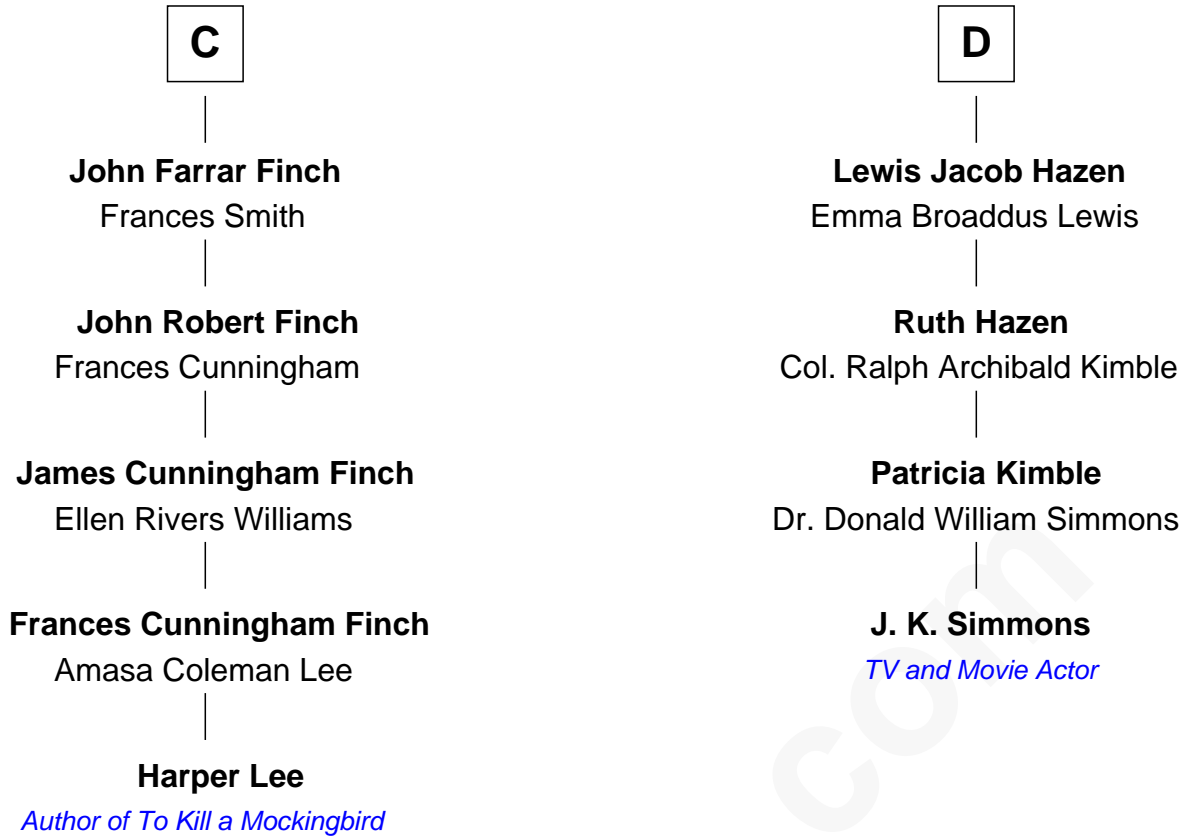 C
John Farrar Finch
Frances Smith
John Robert Finch
Frances Cunningham
James Cunningham Finch
Ellen Rivers Williams
Frances Cunningham Finch
Amasa Coleman Lee
Harper Lee
Author of To Kill a Mockingbird
D
Lewis Jacob Hazen
Emma Broaddus Lewis
Ruth Hazen
Col. Ralph Archibald Kimble
Patricia Kimble
Dr. Donald William Simmons
J. K. Simmons
TV and Movie Actor
com